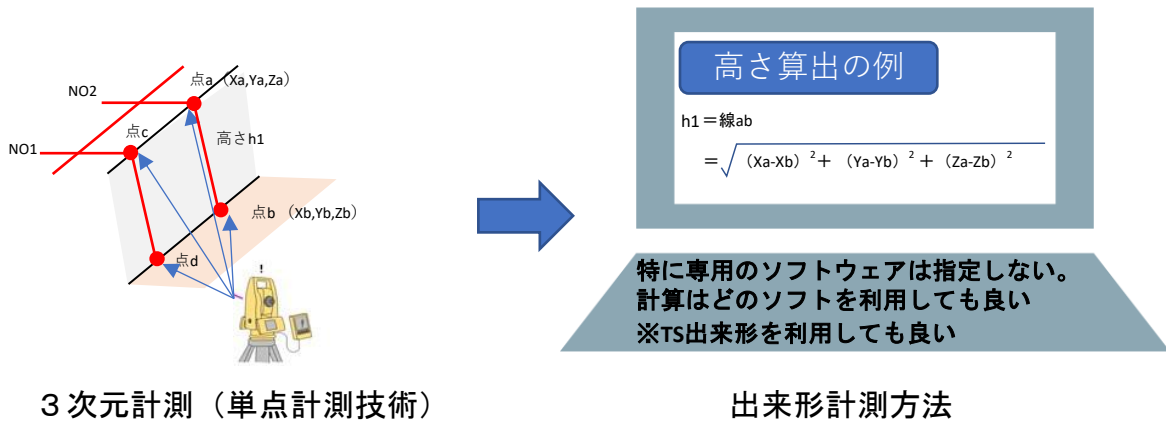 点a（Xa,Ya,Za）
NO2
点c
高さh1
NO1
点b （Xb,Yb,Zb）
点d
!
３次元計測（単点計測技術）
高さ算出の例
h1＝線ab
＝√（Xa-Xb）²＋（Ya-Yb）²＋（Za-Zb）²
特に専用のソフトウェアは指定しない。
計算はどのソフトを利用しても良い
※TS出来形を利用しても良い
出来形計測方法